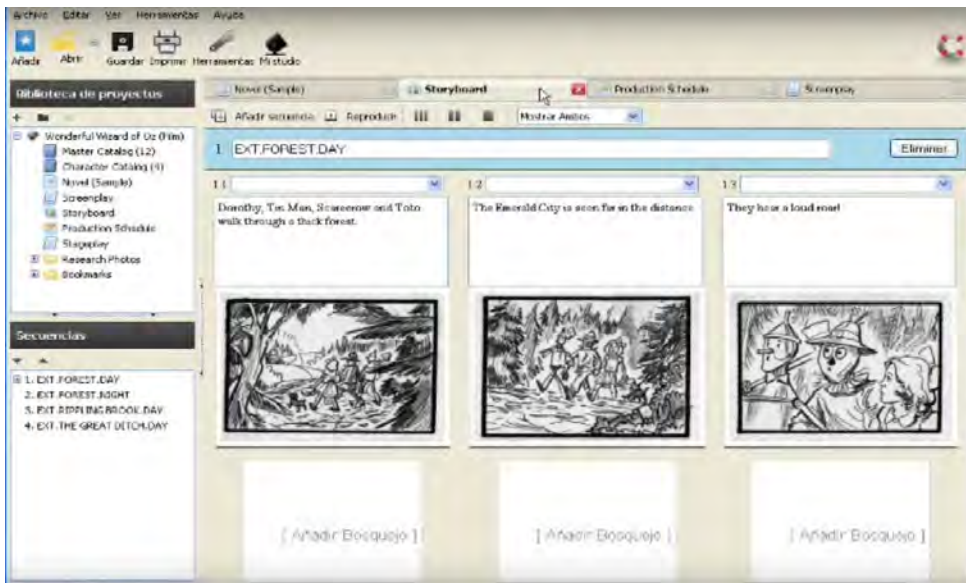 Archivo Editar Ver Herramientas Ayuda
Añadir Abrir Guardar Imprimir Herramientas Mi studio
Biblioteca de proyectos
Wonderful Wizard of Oz (Film)
Master Catalog (12)
Character Catalog (4)
Novel (Sample)
Screenplay
Storyboard
Production Schedule
Stageplay
Research Photos
Bookmarks
Secuencias
1. EXT.FOREST.DAY
2. EXT.FOREST.NIGHT
3. EXT.RIPPLING BROOK.DAY
4. EXT.THE GREAT DITCH.DAY
Novel (Sample) Storyboard Production Schedule Screenplay
Añadir secuencia Reproducir Mostrar Ambos
1 EXT.FOREST.DAY Eliminar
1.1 1.2 1.3
Dorothy, Tin Man, Scarecrow and Toto
walk through a thick forest.
The Emerald City is seen far in the distance
They hear a loud roar!
[ Añadir Bosquejo ] [ Añadir Bosquejo ] [ Añadir Bosquejo ]